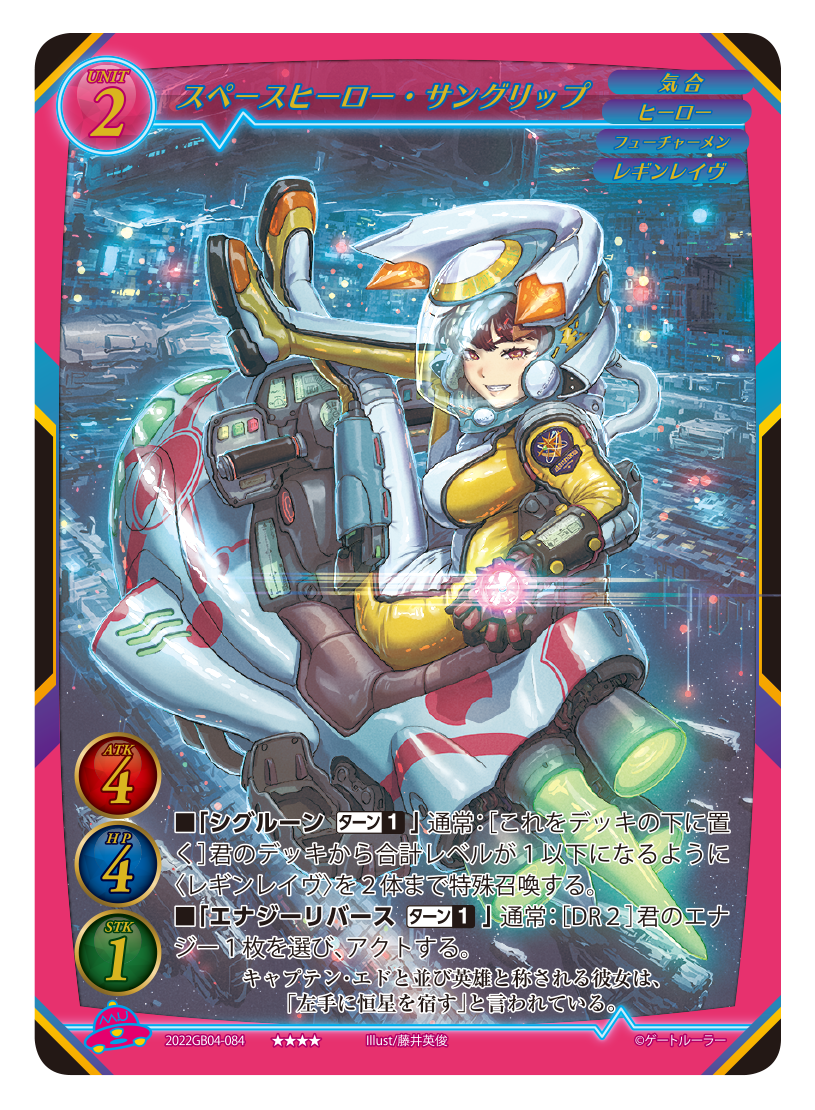 UNIT
2
スペースヒーロー・サングリップ
気合
ヒーロー
フューチャーメン
レギンレイヴ
ATK
4
HP
4
STK
1
■「シグルーン ターン1 」通常：［これをデッキの下に置
く］君のデッキから合計レベルが１以下になるように
〈レギンレイヴ〉を２体まで特殊召喚する。
■「エナジーリバース ターン1 」通常：［DR２］君のエナ
ジー１枚を選び、アクトする。
キャプテン・エドと並び英雄と称される彼女は、
「左手に恒星を宿す」と言われている。
2022GB04-084 ★★★★ Illust/藤井英俊 ©ゲートルーラー